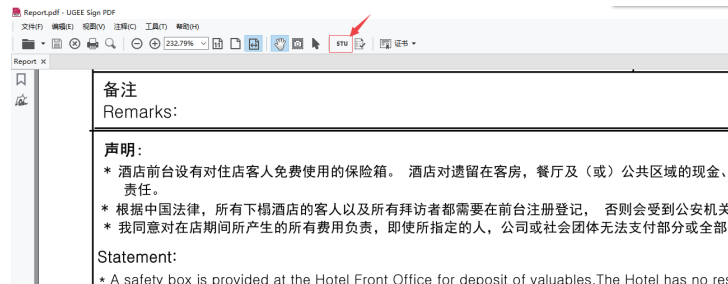 Report.pdf - UGEE Sign PDF
文件(F) 编辑(E) 视图(V) 注释(C) 工具(T) 帮助(H)
232.79% 1:1 STU 证书
Report ×
备注
Remarks:
声明:
* 酒店前台设有对住店客人免费使用的保险箱。 酒店对遗留在客房，餐厅及（或）公共区域的现金、
责任。
* 根据中国法律，所有下榻酒店的客人以及所有拜访者都需要在前台注册登记， 否则会受到公安机关
* 我同意对在店期间所产生的所有费用负责，即使所指定的人，公司或社会团体无法支付部分或全部
Statement:
* A safety box is provided at the Hotel Front Office for deposit of valuables.The Hotel has no res